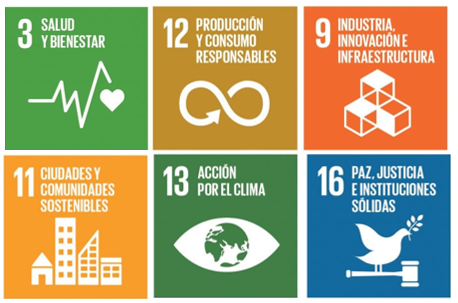 3 SALUD
Y BIENESTAR
12 PRODUCCIÓN
Y CONSUMO
RESPONSABLES
9 INDUSTRIA,
INNOVACIÓN E
INFRAESTRUCTURA
11 CIUDADES Y
COMUNIDADES
SOSTENIBLES
13 ACCIÓN
POR EL CLIMA
16 PAZ, JUSTICIA
E INSTITUCIONES
SÓLIDAS